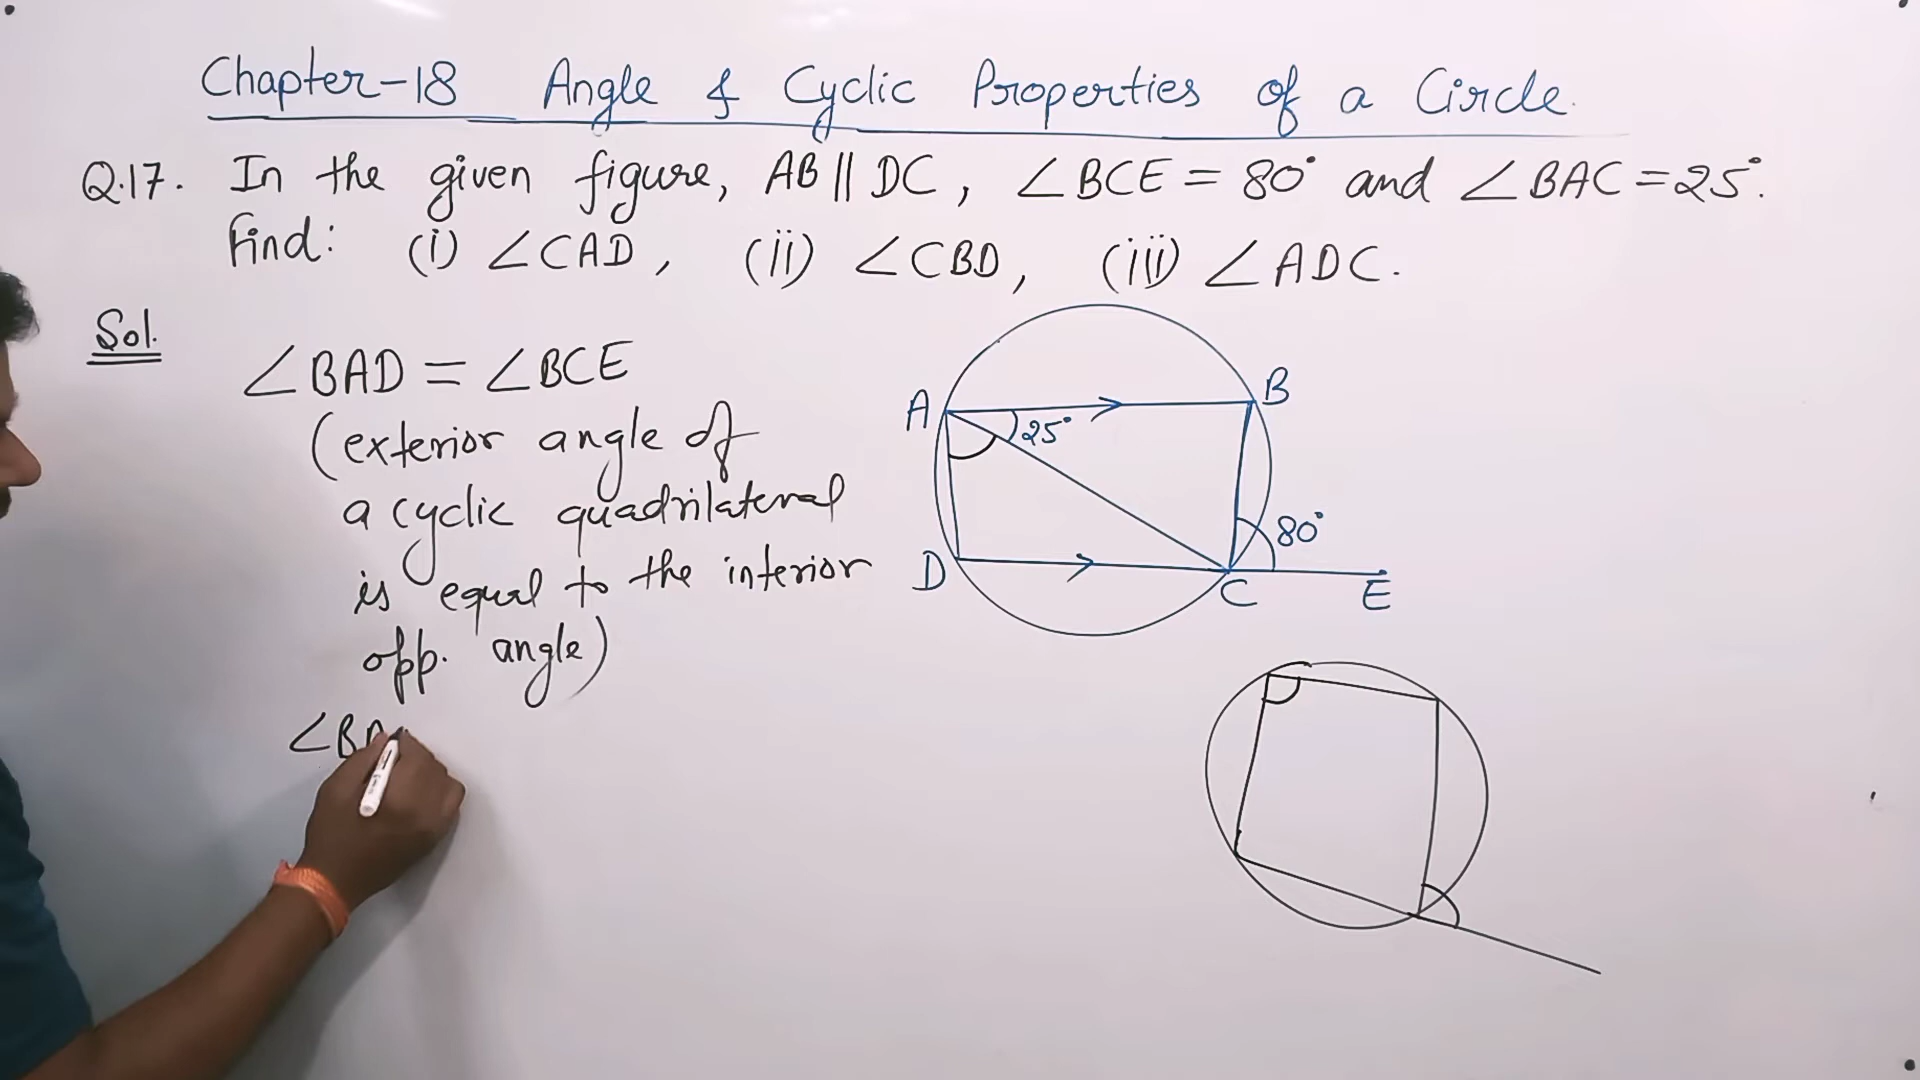 Chapter-18 Angle & Cyclic Properties of a Circle.
Q.17. In the given figure, AB || DC, ∠BCE = 80° and ∠BAC = 25°.
Find: (i) ∠CAD, (ii) ∠CBD, (iii) ∠ADC.
Sol.
∠BAD = ∠BCE
(exterior angle of
a cyclic quadrilateral
is equal to the interior
opp. angle)
∠BA
A
B
25°
80°
D
C
E